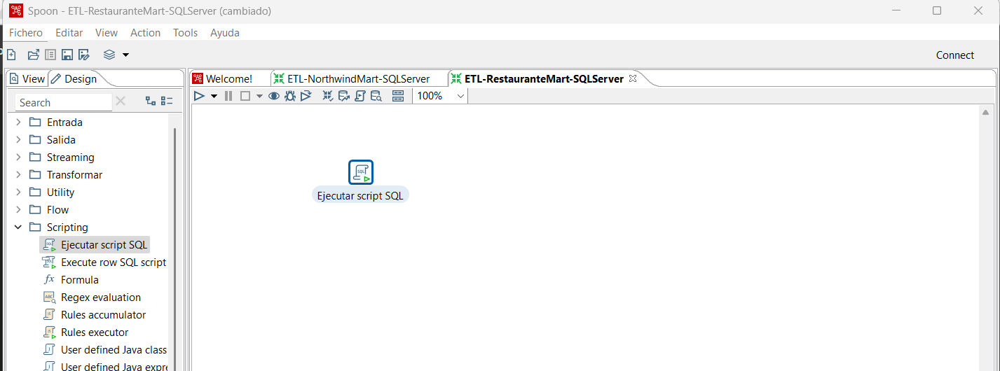 Spoon - ETL-RestauranteMart-SQLServer (cambiado)
Fichero Editar View Action Tools Ayuda
Connect
View Design
Welcome! ETL-NorthwindMart-SQLServer ETL-RestauranteMart-SQLServer
100%
Search
Entrada
Salida
Streaming
Transformar
Utility
Flow
Scripting
Ejecutar script SQL
Execute row SQL script
Formula
Regex evaluation
Rules accumulator
Rules executor
User defined Java class
User defined Java expre
SQL
Ejecutar script SQL